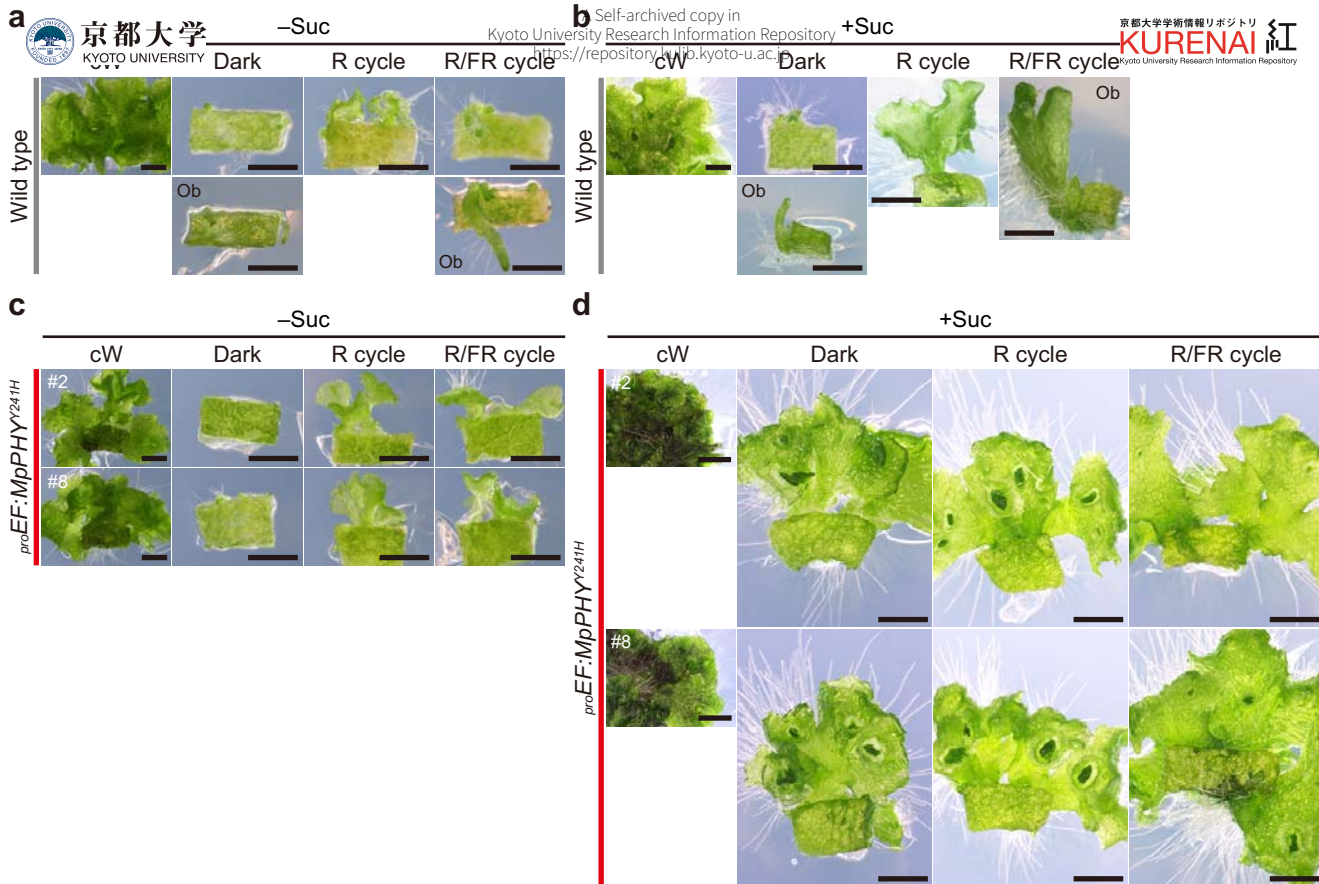 A Self-archived copy in
Kyoto University Research Information Repository
https://repository.kulib.kyoto-u.ac.jp
京都大学
KYOTO UNIVERSITY
京都大学学術情報リポジトリ
KURENAI 紅
Kyoto University Research Information Repository
a
–Suc
cW Dark R cycle R/FR cycle
Wild type
Ob
Ob
b
+Suc
cW Dark R cycle R/FR cycle
Wild type
Ob
Ob
c
–Suc
cW Dark R cycle R/FR cycle
proEF:MpPHYY241H
#2
#8
d
+Suc
cW Dark R cycle R/FR cycle
proEF:MpPHYY241H
#2
#8